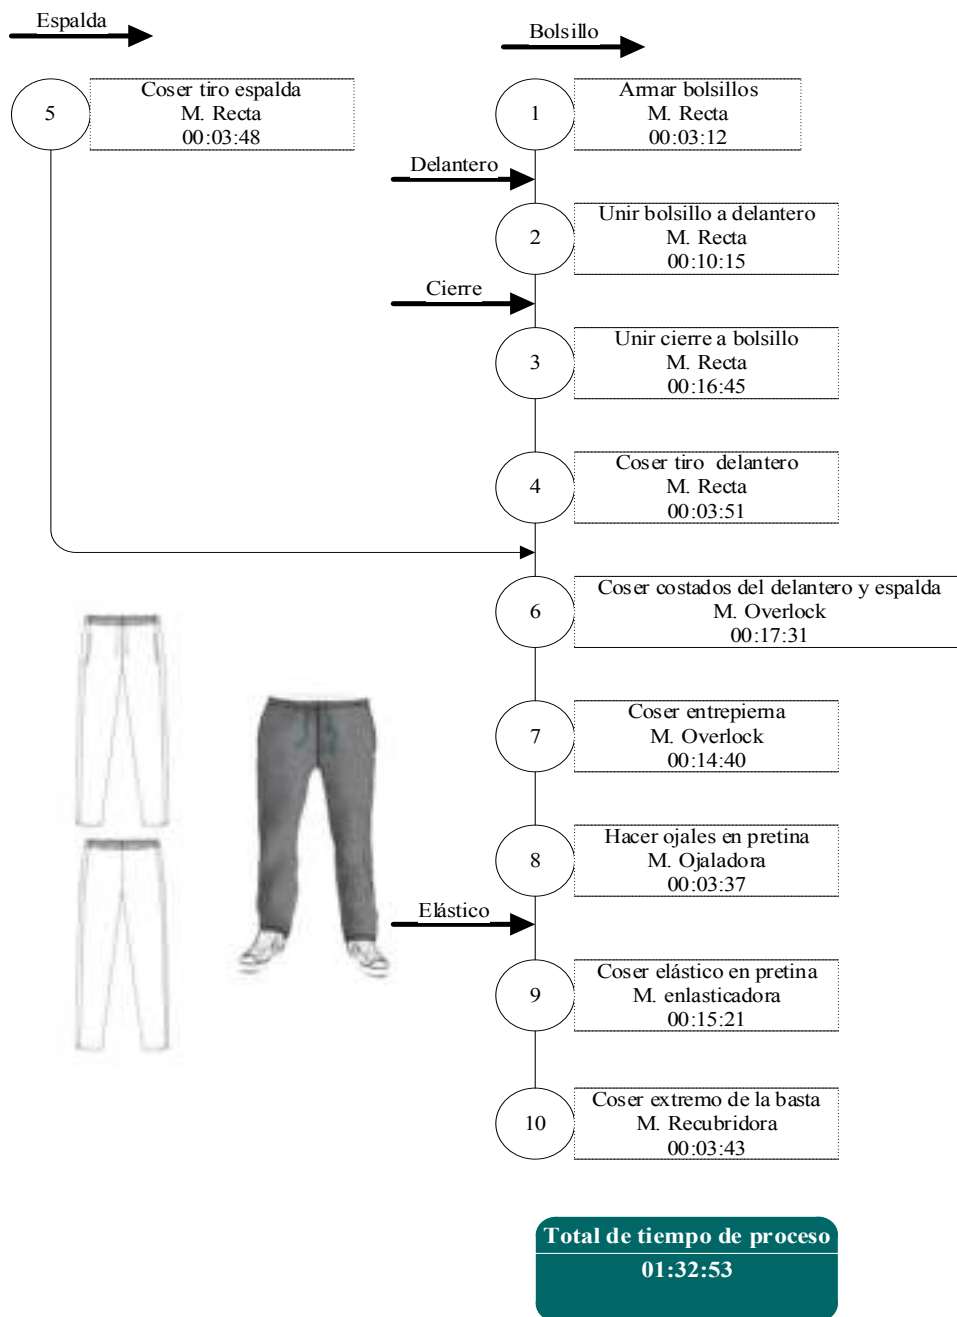 Espalda
Bolsillo
5
Coser tiro espalda
M. Recta
00:03:48
1
Armar bolsillos
M. Recta
00:03:12
Delantero
2
Unir bolsillo a delantero
M. Recta
00:10:15
Cierre
3
Unir cierre a bolsillo
M. Recta
00:16:45
4
Coser tiro delantero
M. Recta
00:03:51
6
Coser costados del delantero y espalda
M. Overlock
00:17:31
7
Coser entrepierna
M. Overlock
00:14:40
8
Hacer ojales en pretina
M. Ojaladora
00:03:37
Elástico
9
Coser elástico en pretina
M. enlasticadora
00:15:21
10
Coser extremo de la basta
M. Recubridora
00:03:43
Total de tiempo de proceso
01:32:53